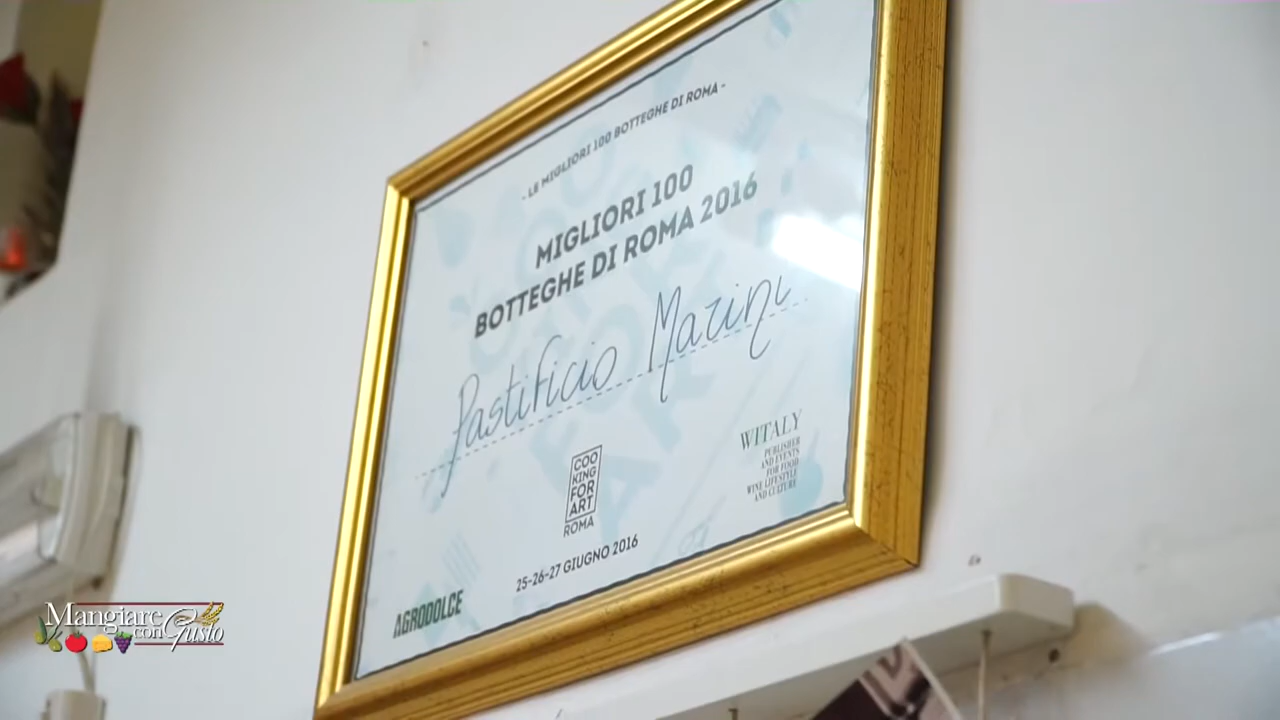 - LE MIGLIORI 100 BOTTEGHE DI ROMA -
MIGLIORI 100
BOTTEGHE DI ROMA 2016
Pastificio Marini
COO
KING
FOR
ART
ROMA
WITALY
PUBLISHER
AND EVENTS
FOR FOOD
WINE LIFESTYLE
AND CULTURE
25-26-27 GIUGNO 2016
AGRODOLCE
Mangiare
con Gusto